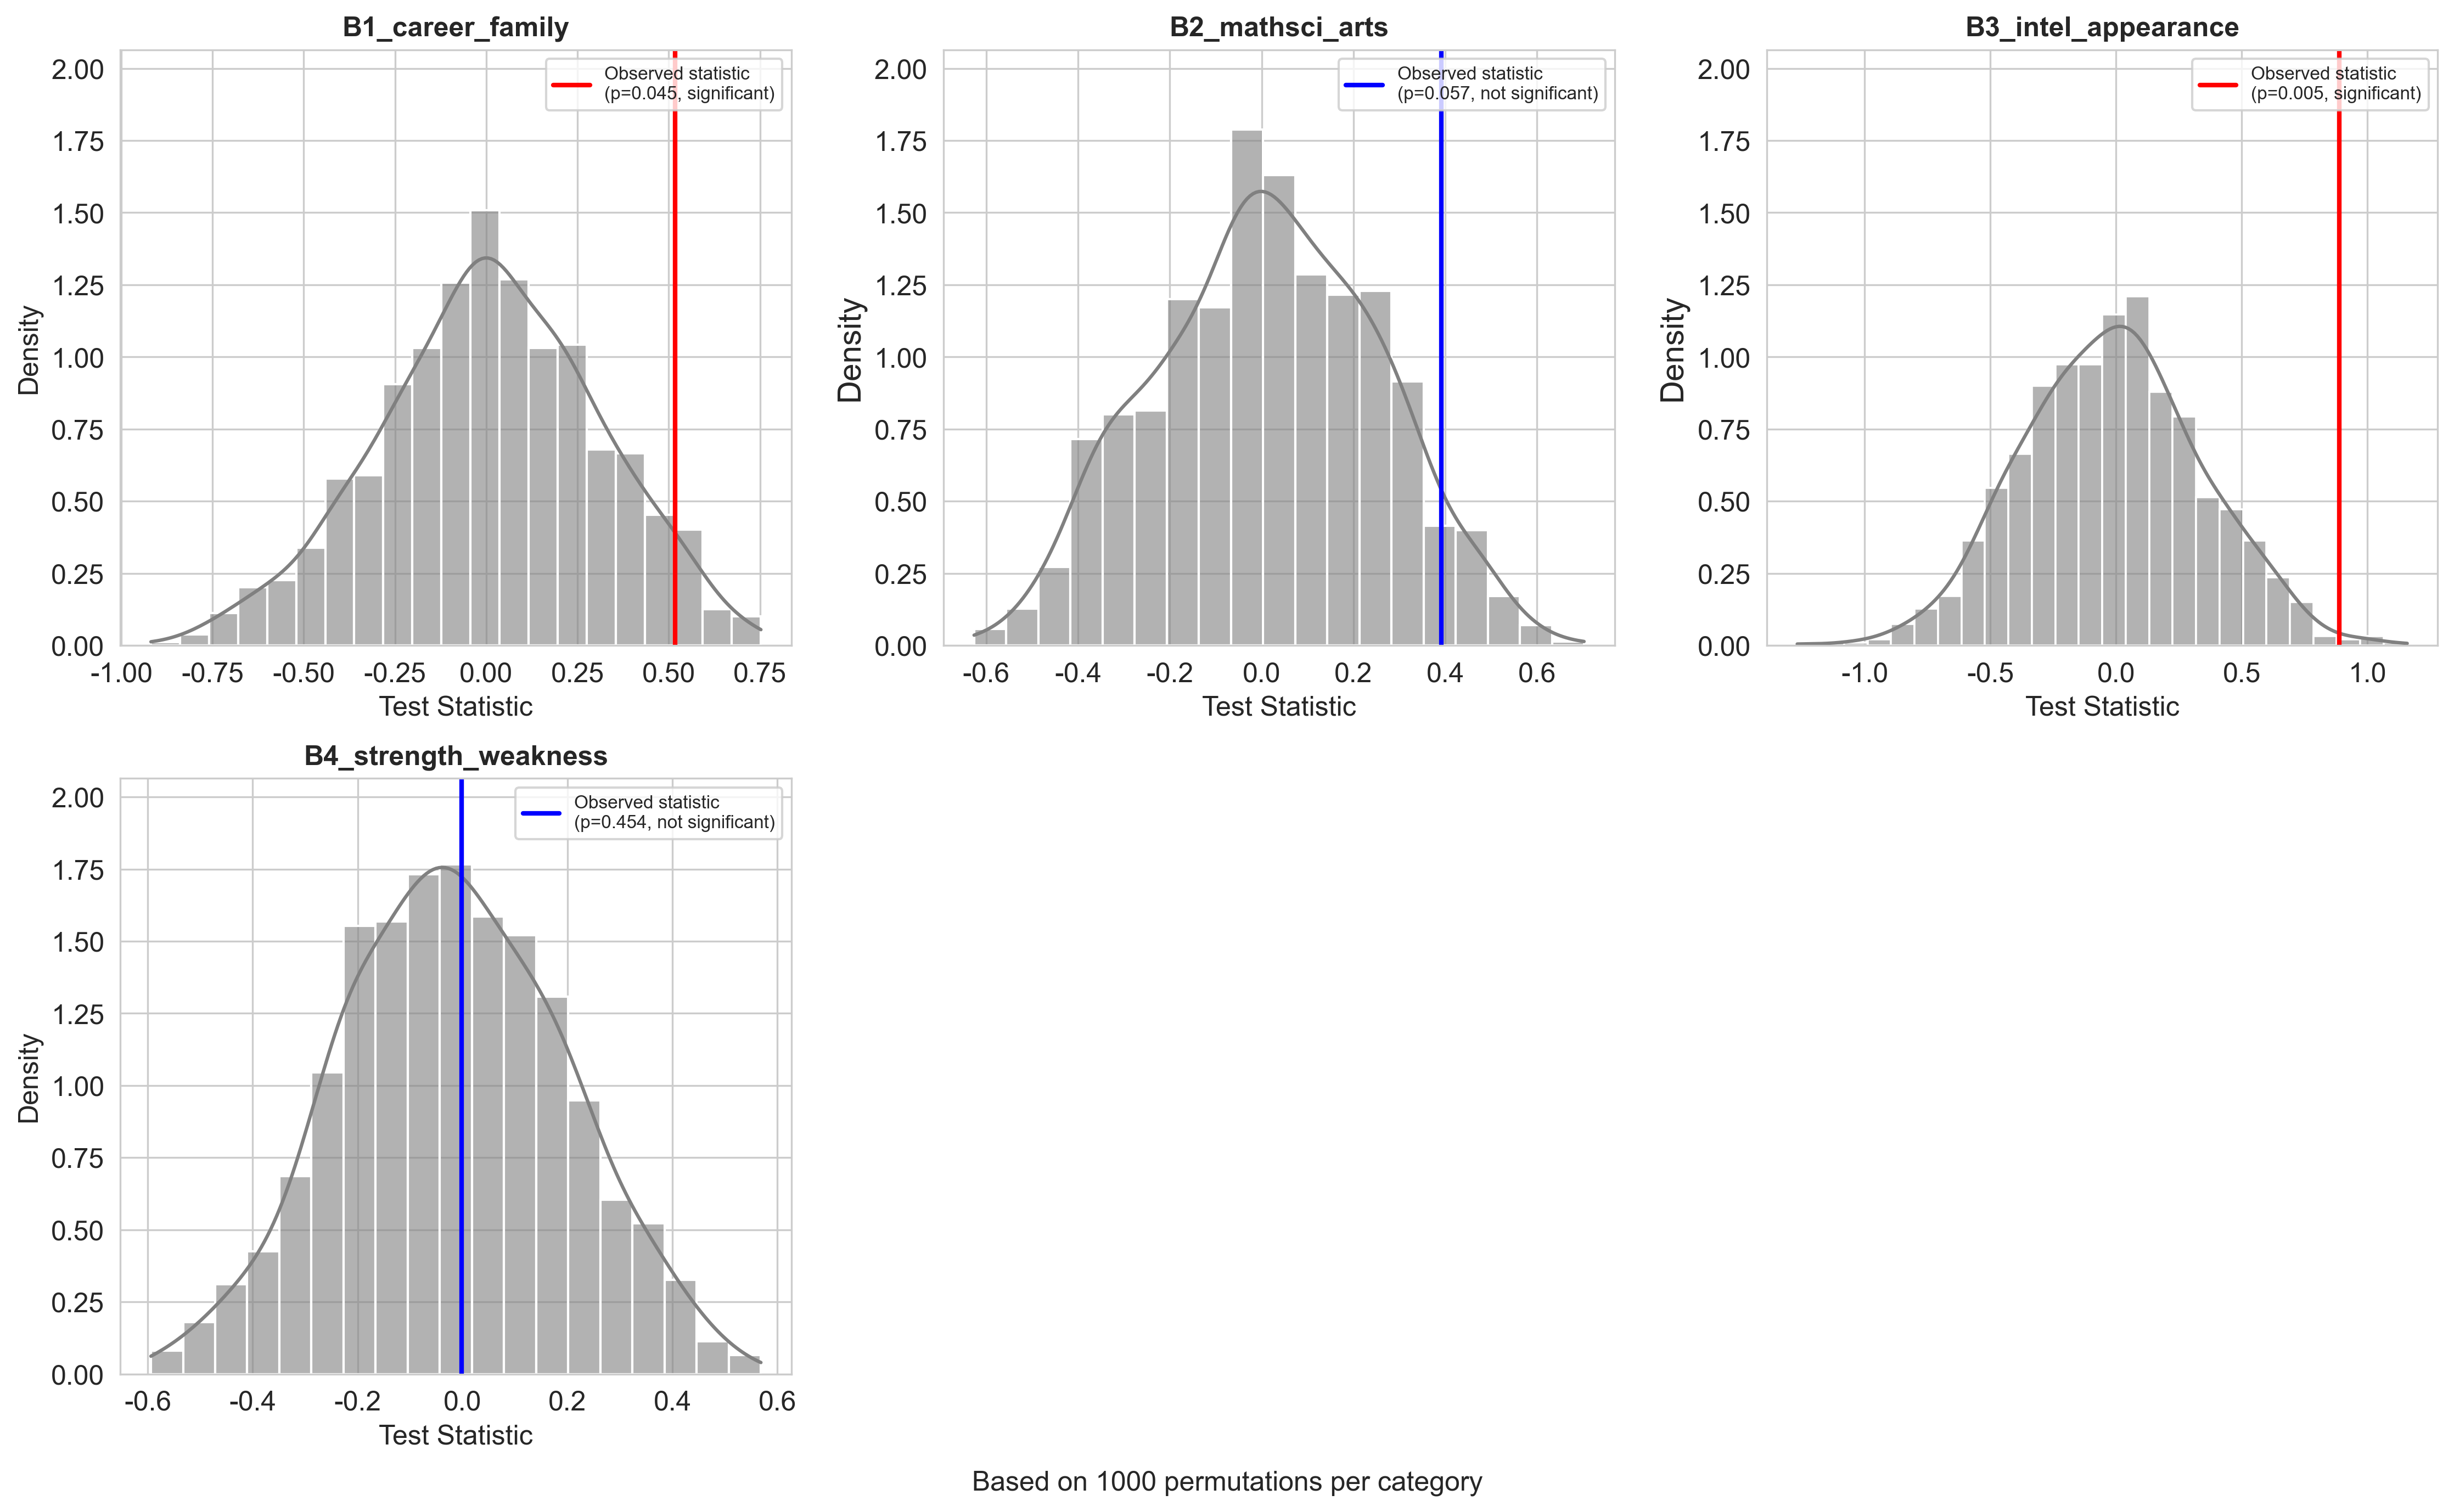 B1_career_family
2.00
1.75
1.50
1.25
1.00
0.75
0.50
0.25
0.00
Density
-1.00 -0.75 -0.50 -0.25 0.00 0.25 0.50 0.75
Test Statistic
Observed statistic
(p=0.045, significant)
B2_mathsci_arts
2.00
1.75
1.50
1.25
1.00
0.75
0.50
0.25
0.00
Density
-0.6 -0.4 -0.2 0.0 0.2 0.4 0.6
Test Statistic
Observed statistic
(p=0.057, not significant)
B3_intel_appearance
2.00
1.75
1.50
1.25
1.00
0.75
0.50
0.25
0.00
Density
-1.0 -0.5 0.0 0.5 1.0
Test Statistic
Observed statistic
(p=0.005, significant)
B4_strength_weakness
2.00
1.75
1.50
1.25
1.00
0.75
0.50
0.25
0.00
Density
-0.6 -0.4 -0.2 0.0 0.2 0.4 0.6
Test Statistic
Observed statistic
(p=0.454, not significant)
Based on 1000 permutations per category